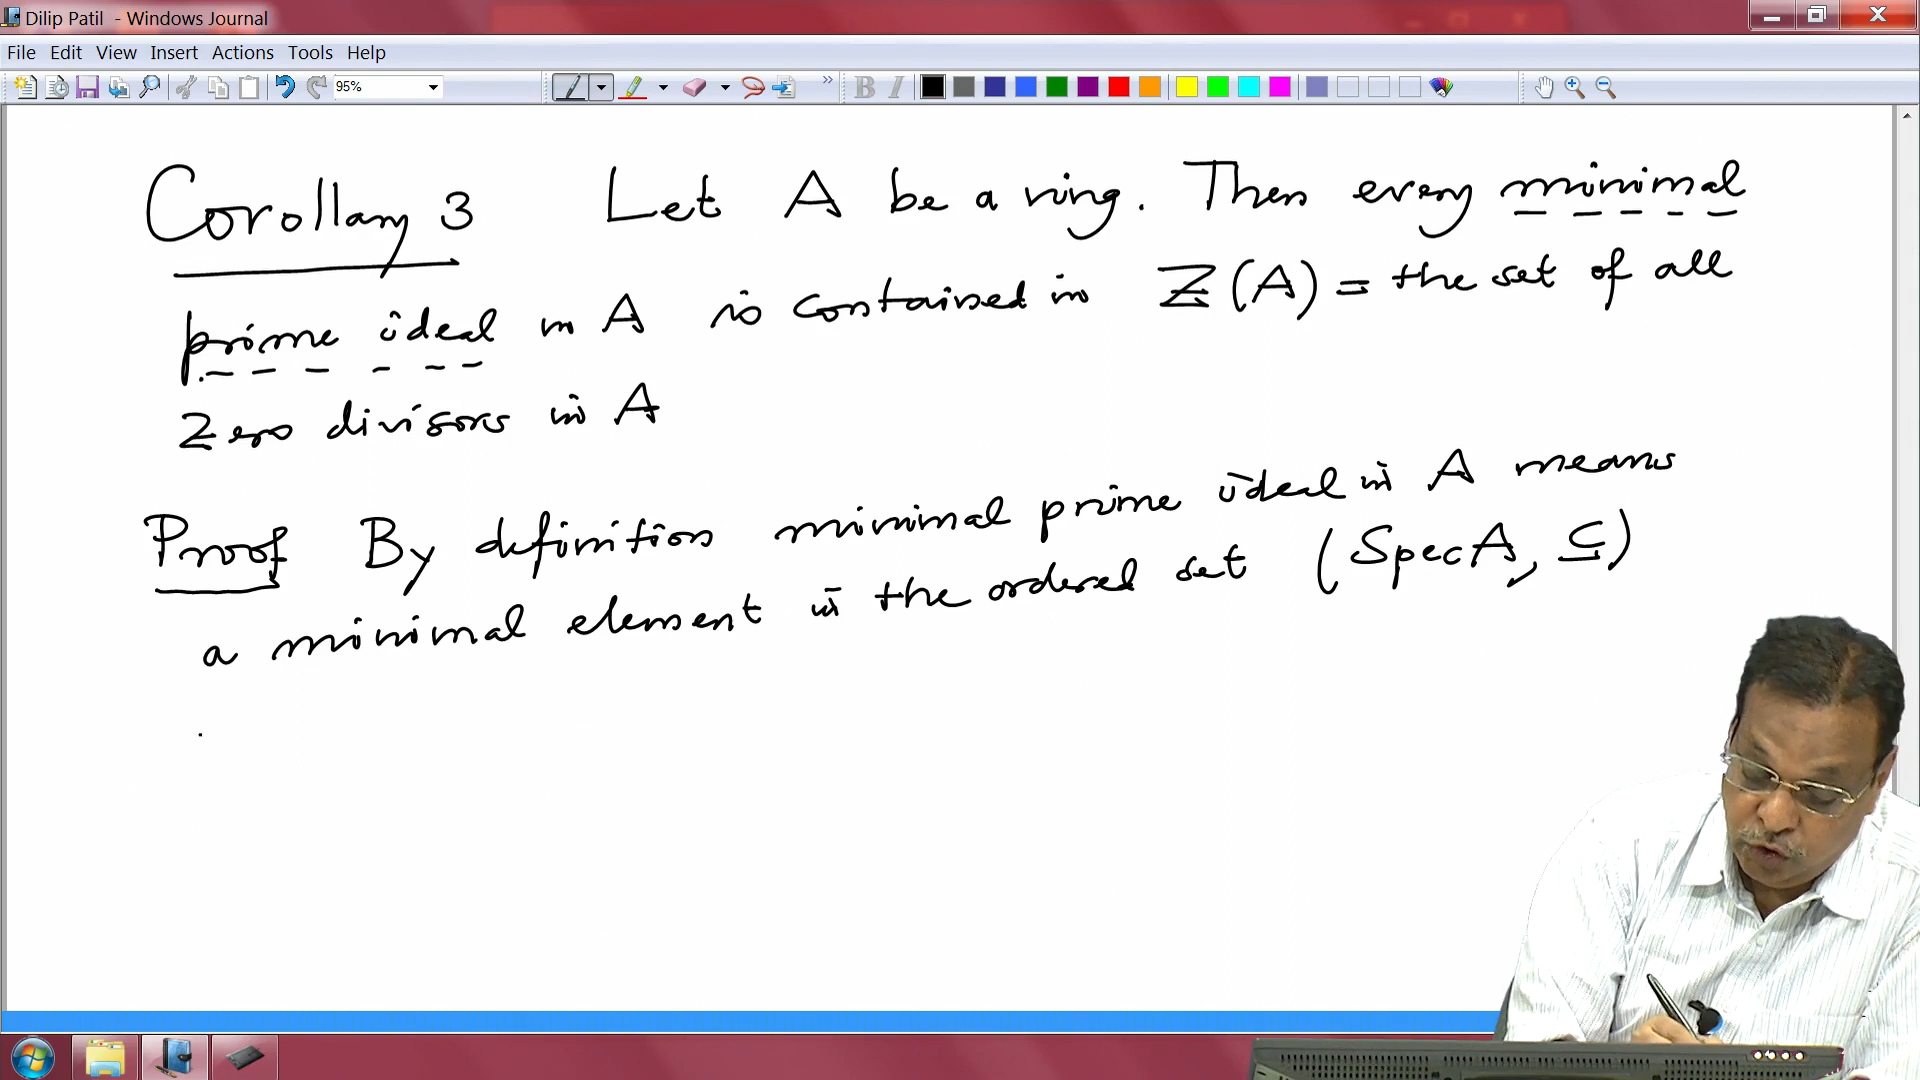 Dilip Patil - Windows Journal
File Edit View Insert Actions Tools Help
95%
Corollary 3 Let A be a ring. Then every minimal
prime ideal in A is contained in Z(A) = the set of all
Zero divisors in A
Proof By definition minimal prime ideal in A means
a minimal element in the ordered set (Spec A, ⊆)